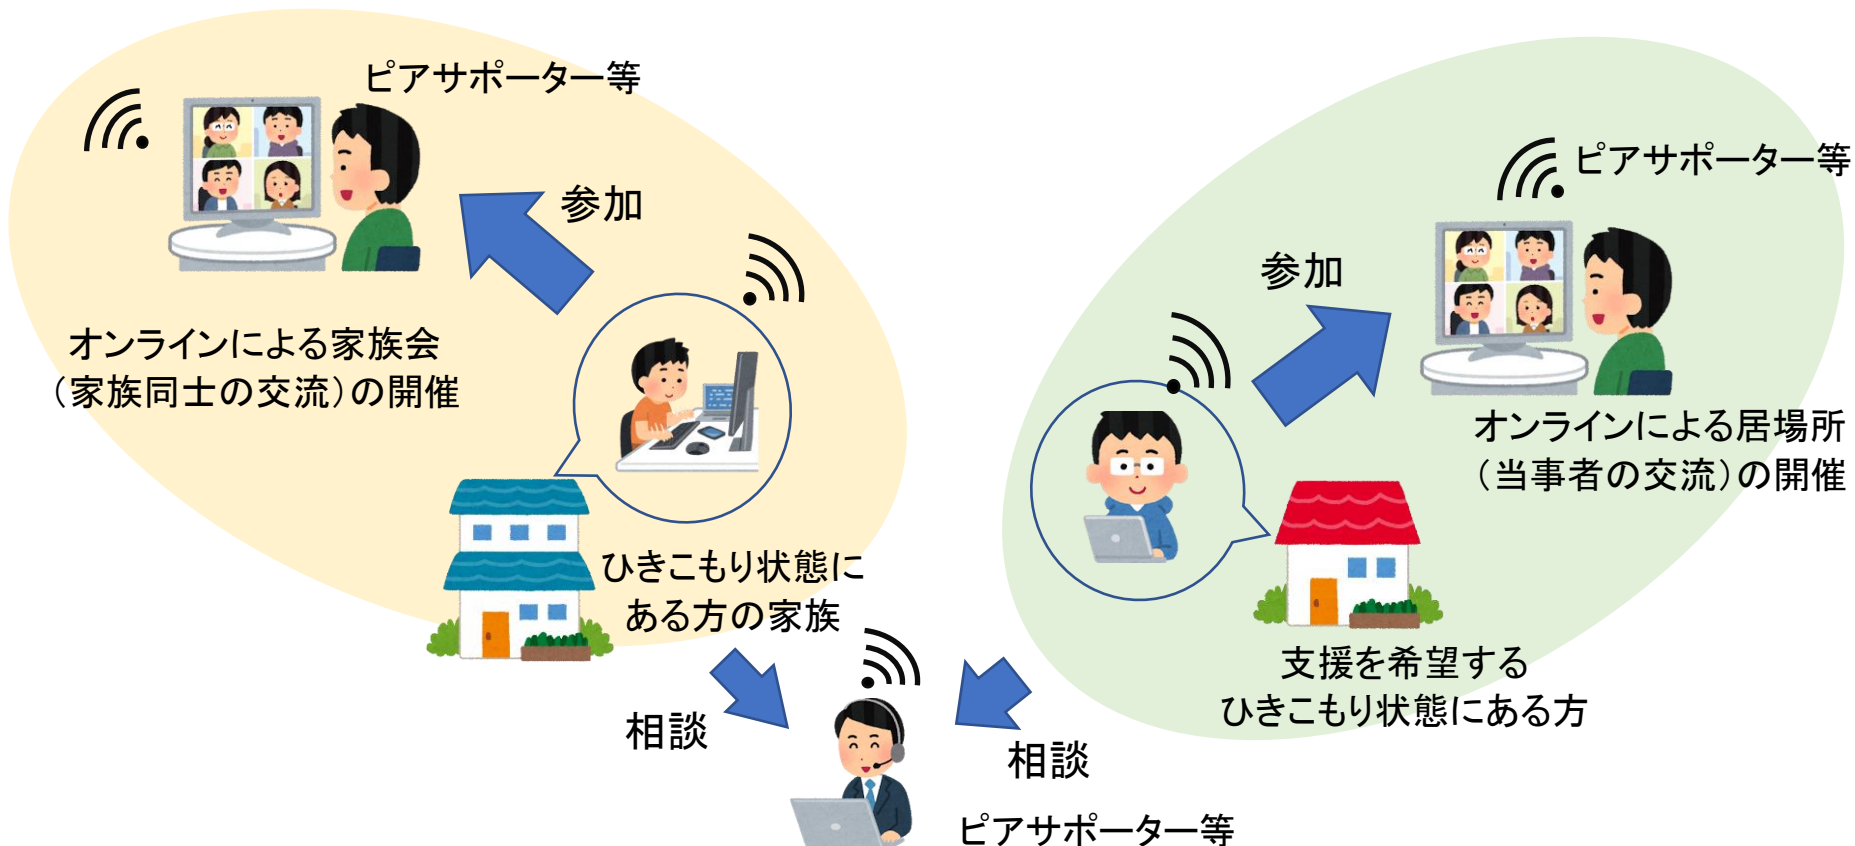 ピアサポーター等
参加
オンラインによる家族会
（家族同士の交流）の開催
ひきこもり状態に
ある方の家族
相談
ピアサポーター等
参加
オンラインによる居場所
（当事者の交流）の開催
支援を希望する
ひきこもり状態にある方
相談
ピアサポーター等